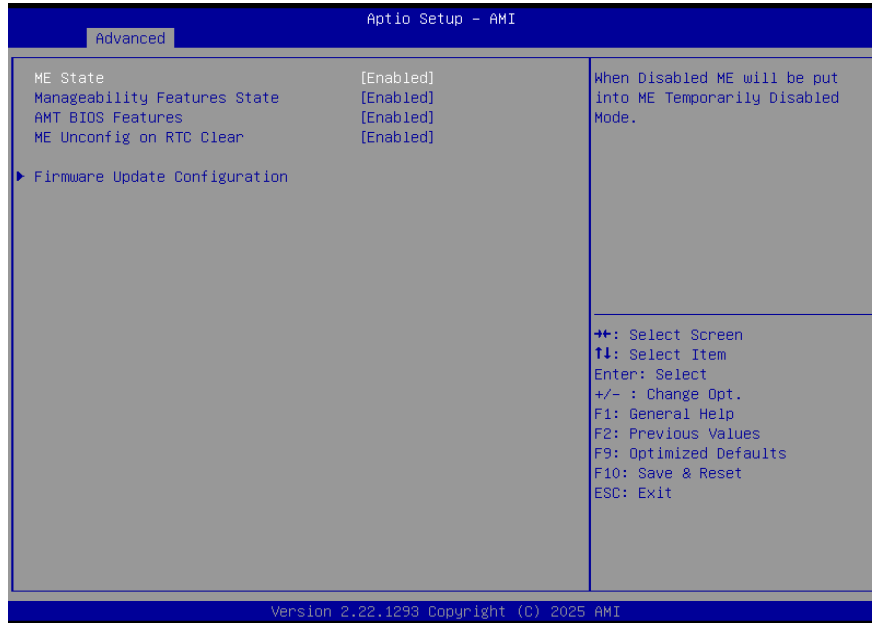 Aptio Setup – AMI
Advanced
ME State [Enabled]
Manageability Features State [Enabled]
AMT BIOS Features [Enabled]
ME Unconfig on RTC Clear [Enabled]
▶ Firmware Update Configuration
When Disabled ME will be put
into ME Temporarily Disabled
Mode.
→←: Select Screen
↑↓: Select Item
Enter: Select
+/- : Change Opt.
F1: General Help
F2: Previous Values
F9: Optimized Defaults
F10: Save & Reset
ESC: Exit
Version 2.22.1293 Copyright (C) 2025 AMI